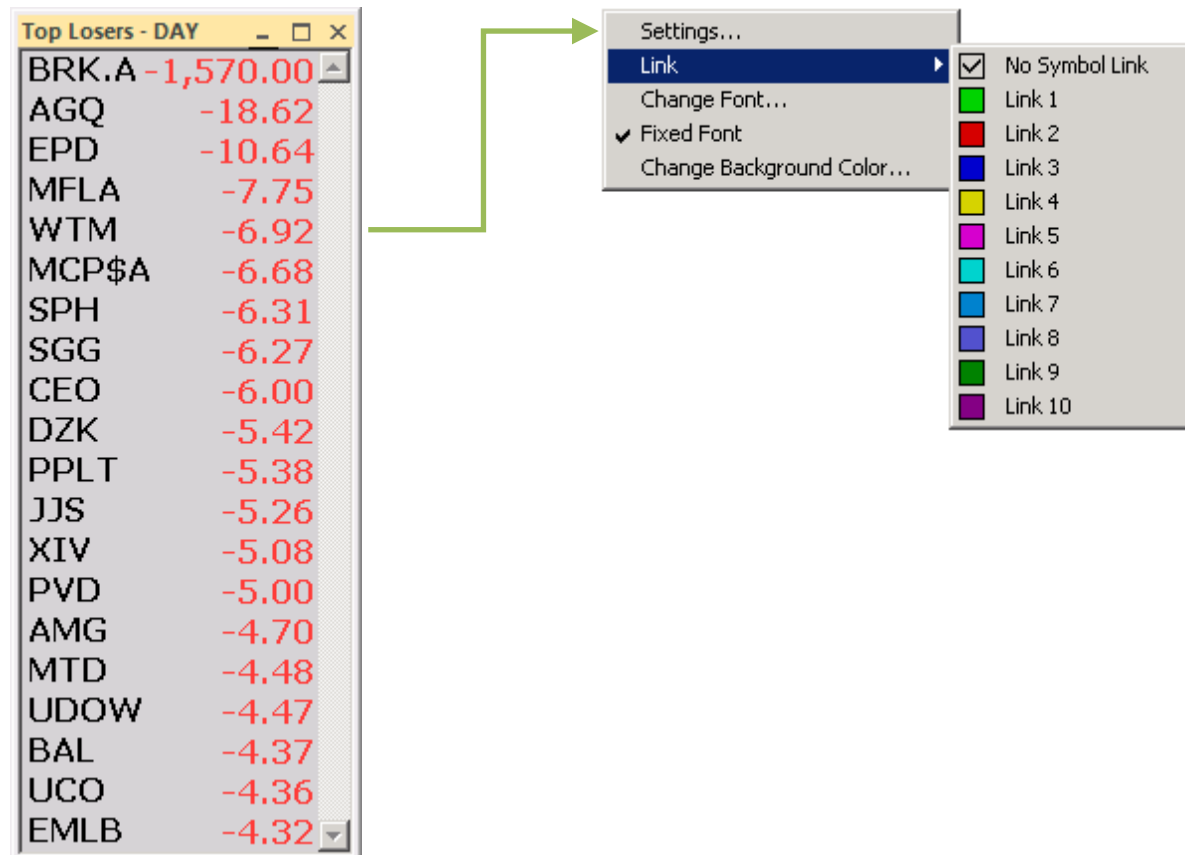 Top Losers - DAY
BRK.A -1,570.00
AGQ -18.62
EPD -10.64
MFLA -7.75
WTM -6.92
MCP$A -6.68
SPH -6.31
SGG -6.27
CEO -6.00
DZK -5.42
PPLT -5.38
JJS -5.26
XIV -5.08
PVD -5.00
AMG -4.70
MTD -4.48
UDOW -4.47
BAL -4.37
UCO -4.36
EMLB -4.32
Settings...
Link
Change Font...
Fixed Font
Change Background Color...
No Symbol Link
Link 1
Link 2
Link 3
Link 4
Link 5
Link 6
Link 7
Link 8
Link 9
Link 10